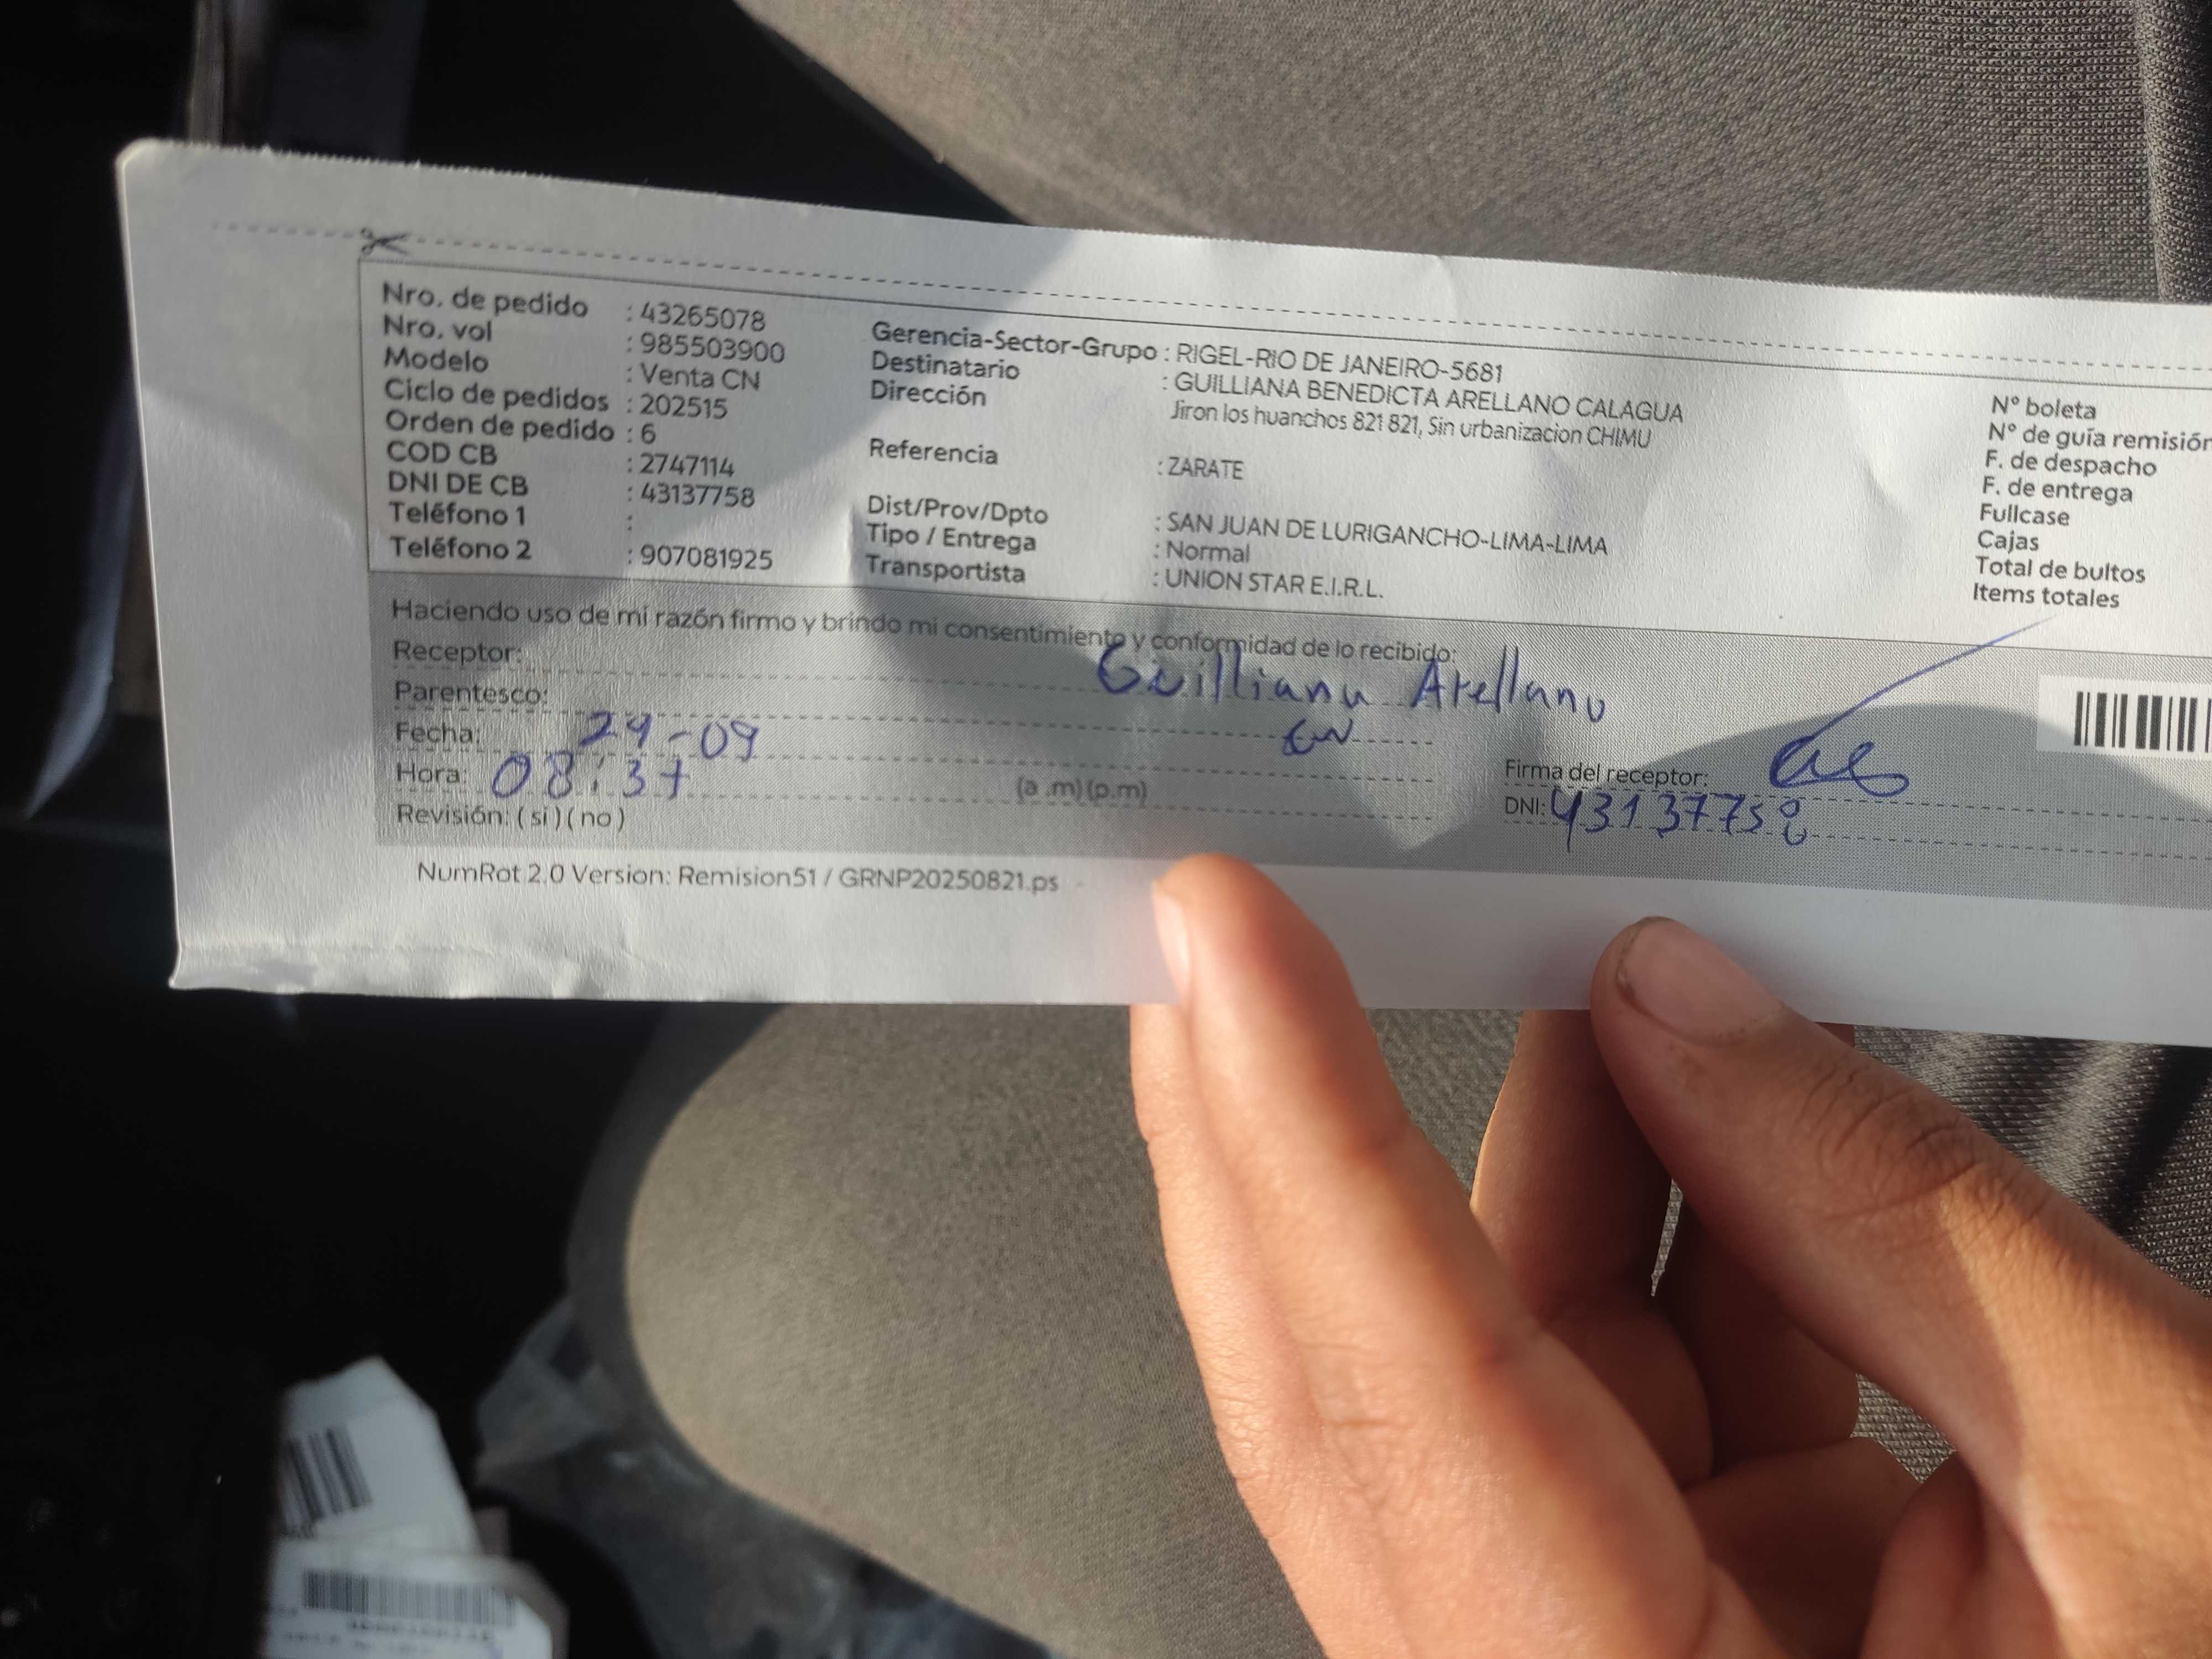 Nro. de pedido : 43265078
Nro. vol : 985503900
Modelo : Venta CN
Ciclo de pedidos : 202515
Orden de pedido : 6
COD CB : 2747114
DNI DE CB : 43137758
Teléfono 1 :
Teléfono 2 : 907081925
Gerencia-Sector-Grupo : RIGEL-RIO DE JANEIRO-5681
Destinatario : GUILLIANA BENEDICTA ARELLANO CALAGUA
Dirección Jiron los huanchos 821 821, Sin urbanizacion CHIMU
Referencia : ZARATE
Dist/Prov/Dpto : SAN JUAN DE LURIGANCHO-LIMA-LIMA
Tipo / Entrega : Normal
Transportista : UNION STAR E.I.R.L.
N° boleta
N° de guía remisión
F. de despacho
F. de entrega
Fullcase
Cajas
Total de bultos
Items totales
Haciendo uso de mi razón firmo y brindo mi consentimiento y conformidad de lo recibido:
Receptor: Guilliana Arellano
Parentesco:
Fecha: 24-09
Hora: 08:37 (a .m)(p.m)
Revisión: ( si )( no )
Firma del receptor:
DNI: 43137758
NumRot 2.0 Version: Remision51 / GRNP20250821.ps